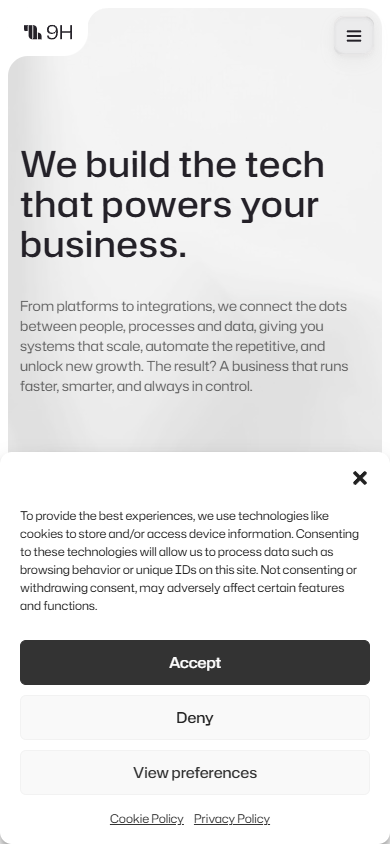 9H
We build the tech
that powers your
business.
From platforms to integrations, we connect the dots
between people, processes and data, giving you
systems that scale, automate the repetitive, and
unlock new growth. The result? A business that runs
faster, smarter, and always in control.
To provide the best experiences, we use technologies like
cookies to store and/or access device information. Consenting
to these technologies will allow us to process data such as
browsing behavior or unique IDs on this site. Not consenting or
withdrawing consent, may adversely affect certain features
and functions.
Accept
Deny
View preferences
Cookie Policy Privacy Policy